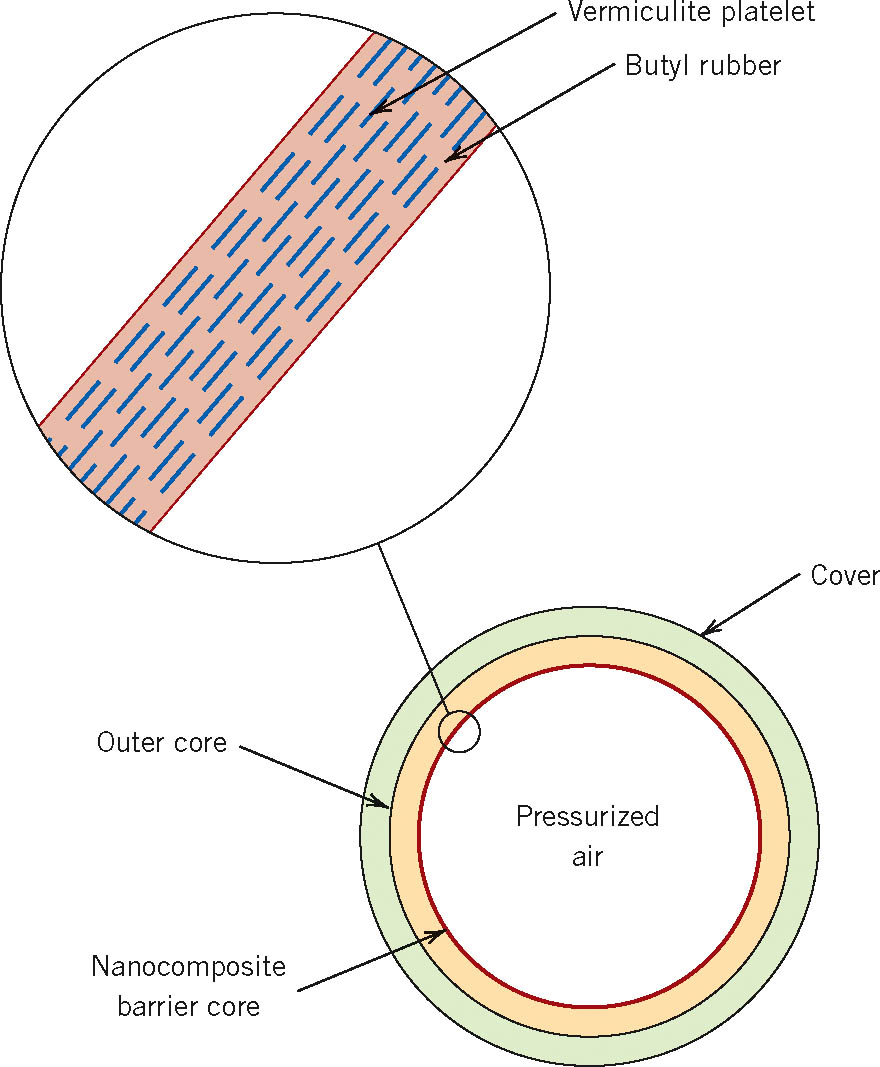 Vermiculite platelet
Butyl rubber
Cover
Outer core
Pressurized
air
Nanocomposite
barrier core